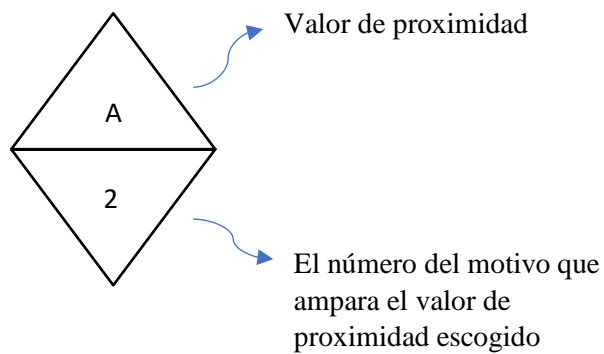 Valor de proximidad
A
2
El número del motivo que
ampara el valor de
proximidad escogido